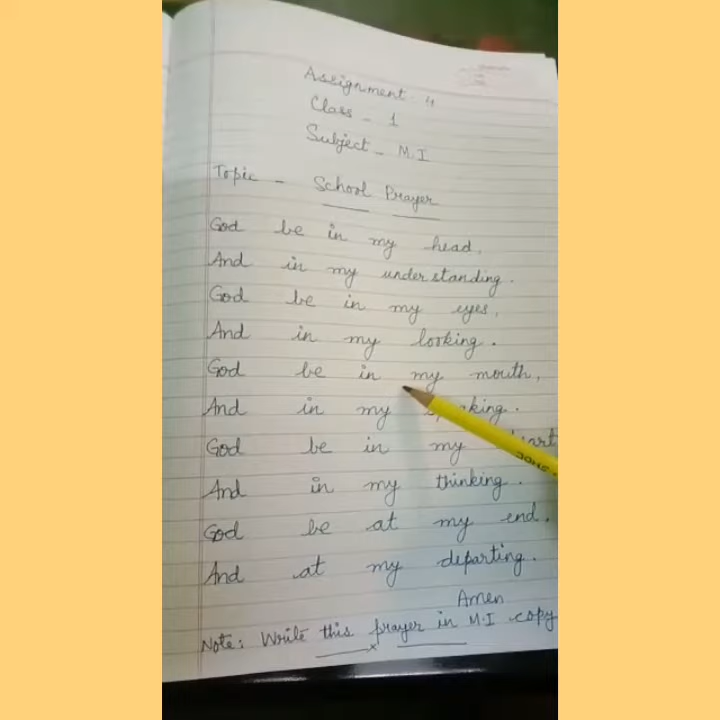 Assignment - 4
Class - 1
Subject - M.I
Topic - School Prayer
God be in my head,
And in my understanding.
God be in my eyes,
And in my looking.
God be in my mouth,
And in my speaking.
God be in my heart
And in my thinking.
God be at my end,
And at my departing.
Amen
Note: Write this prayer in M.I copy